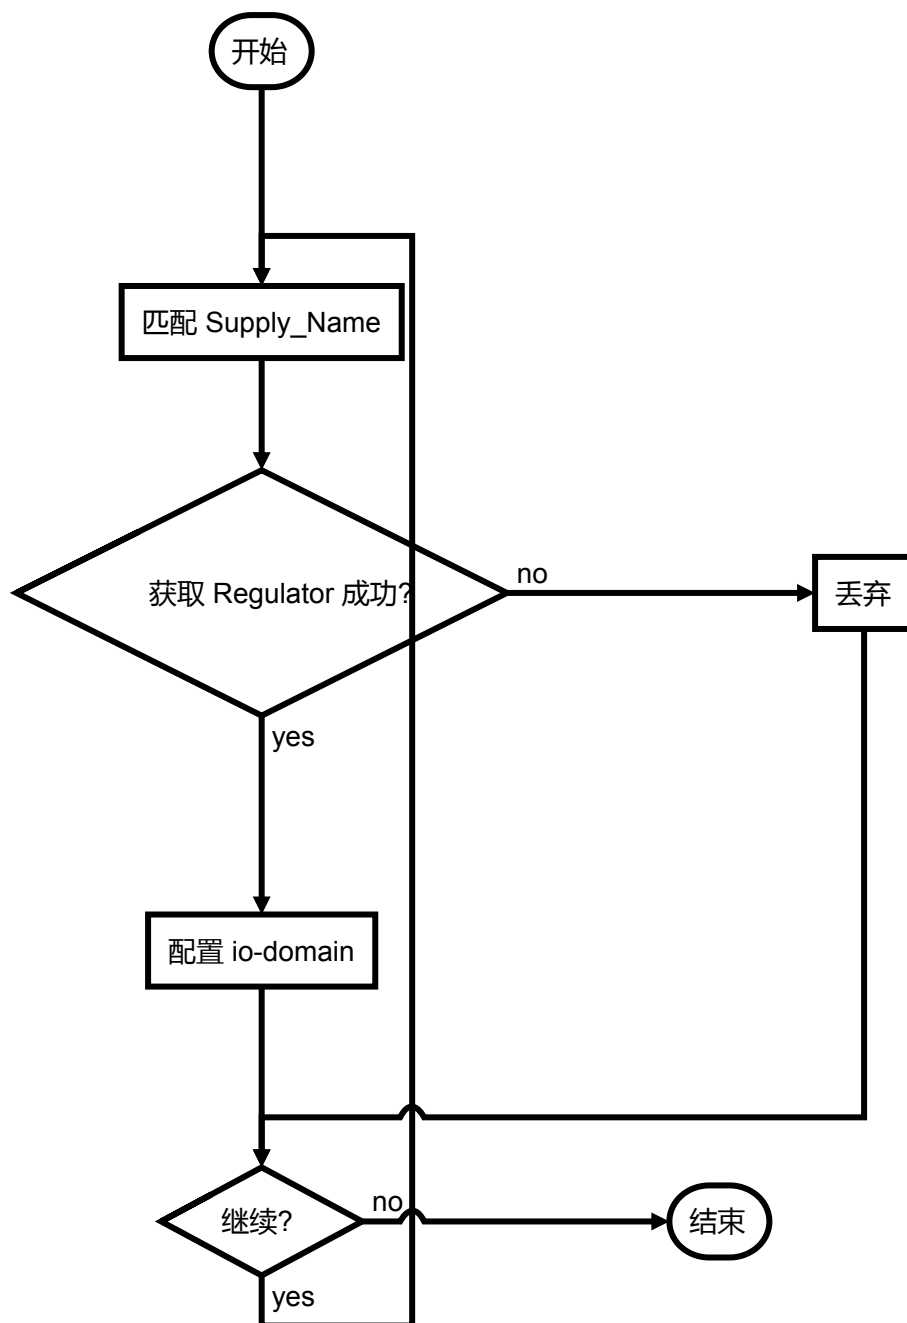 开始
匹配 Supply_Name
获取 Regulator 成功?
no
丢弃
yes
配置 io-domain
继续?
no
结束
yes